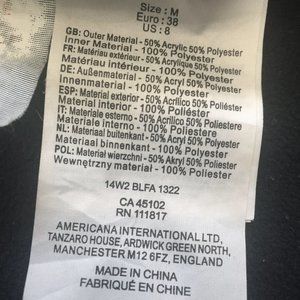 Size : M
Euro : 38
US : 8
GB: Outer Material - 50% Acrylic 50% Polyester
Inner Material - 100% Polyester
FR: Matériau extérieur - 50% Acrylique 50% Polyester
Matériau intérieur - 100% Polyester
DE: Außenmaterial - 50% Acryl 50% Polyester
Innenmaterial - 100% Polyester
ESP: Material exterior - 50% Acrílico 50% Poliéster
Material interior - 100% Poliéster
IT: Materiale esterno - 50% Acrilico 50% Poliestere
Materiale interno - 100% Poliestere
NL: Materiaal buitenkant - 50% Acryl 50% Polyester
Materiaal binnenkant - 100% Polyester
POL: Materiał wierzchni - 50% Akryl 50% Poliester
Wewnętrzny materiał - 100% Poliester
14W2 BLFA 1322
CA 45102
RN 111817
AMERICANA INTERNATIONAL LTD,
TANZARO HOUSE, ARDWICK GREEN NORTH,
MANCHESTER M12 6FZ, ENGLAND
MADE IN CHINA
FABRIQUÉ EN CHINE